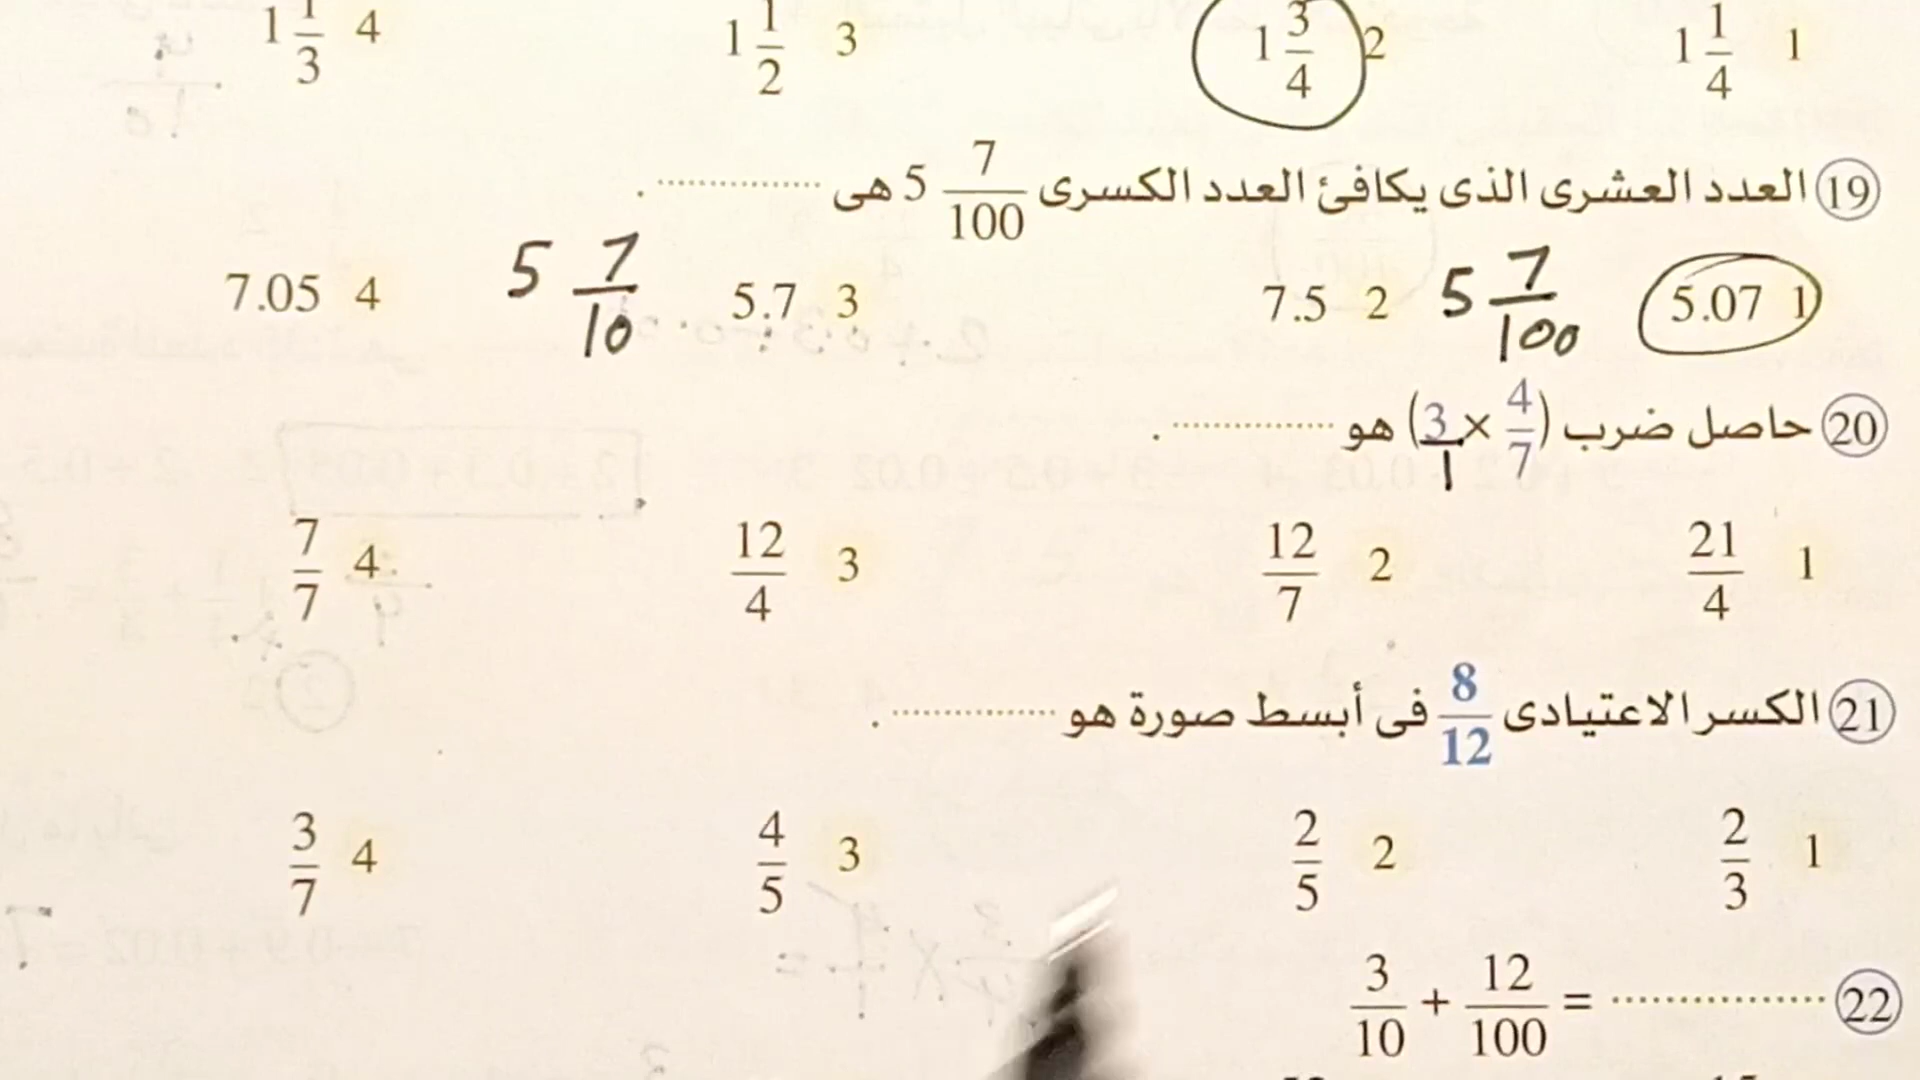 1 1 1/4 2 1 3/4 3 1 1/2 4 1 1/3
19 العدد العشرى الذى يكافئ العدد الكسرى 5 7/100 هى ............... .
1 5.07 5 7/100 2 7.5 3 5.7 5 7/10 4 7.05
20 حاصل ضرب (4/7 × 3/1) هو ............... .
1 21/4 2 12/7 3 12/4 4 7/7
21 الكسر الاعتيادى 8/12 فى أبسط صورة هو ............... .
1 2/3 2 2/5 3 4/5 4 3/7
22 3/10 + 12/100 = ...............